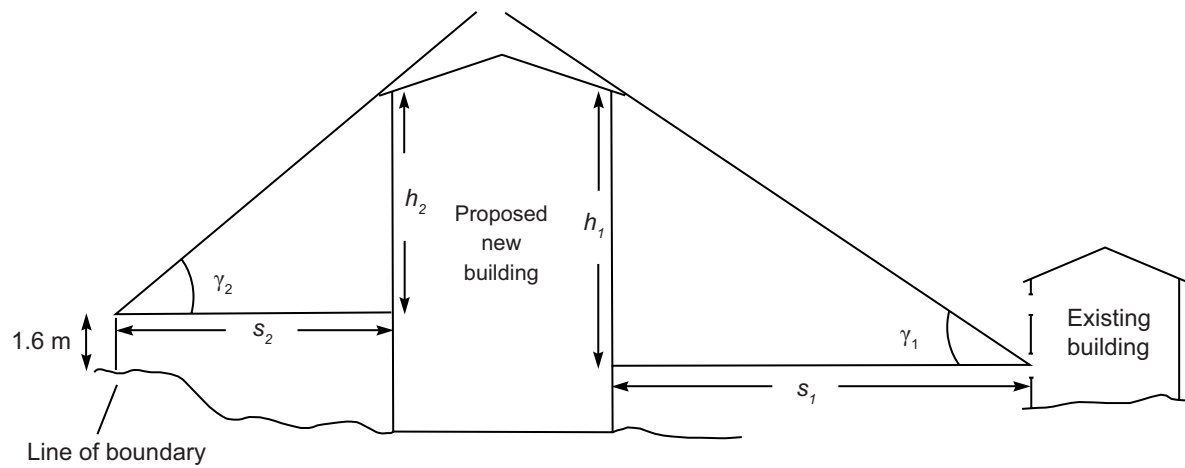 h₂
h₁
Proposed
new
building
γ₂
γ₁
1.6 m
s₂
s₁
Existing
building
Line of boundary